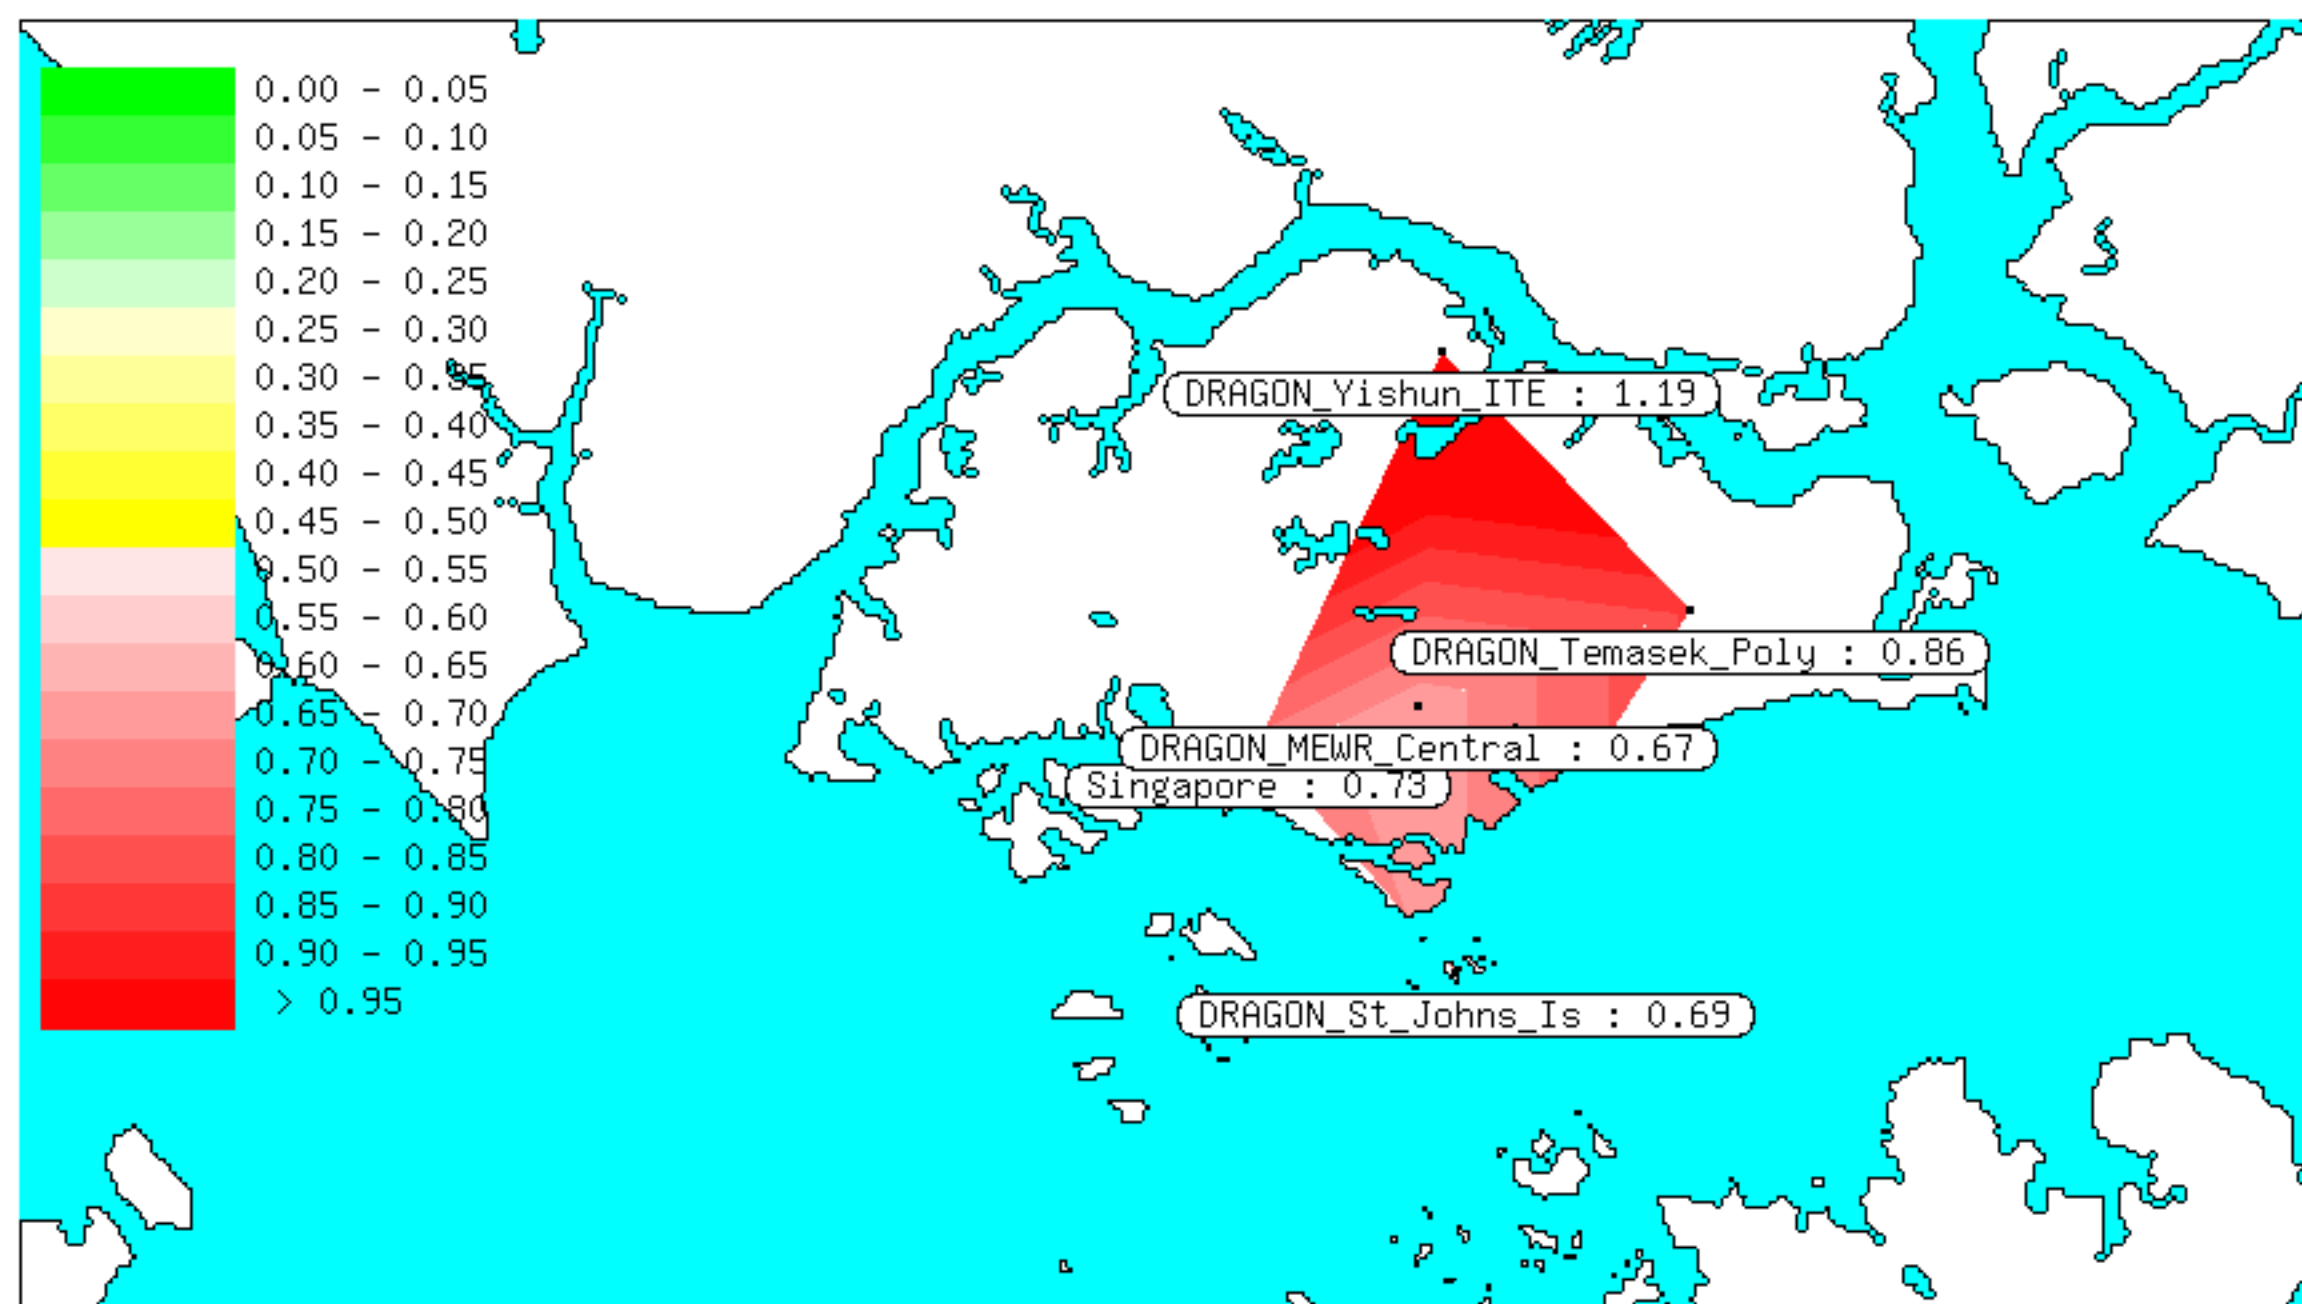 0.00 - 0.05
0.05 - 0.10
0.10 - 0.15
0.15 - 0.20
0.20 - 0.25
0.25 - 0.30
0.30 - 0.35
0.35 - 0.40
0.40 - 0.45
0.45 - 0.50
0.50 - 0.55
0.55 - 0.60
0.60 - 0.65
0.65 - 0.70
0.70 - 0.75
0.75 - 0.80
0.80 - 0.85
0.85 - 0.90
0.90 - 0.95
> 0.95
DRAGON_Yishun_ITE : 1.19
DRAGON_Temasek_Poly : 0.86
DRAGON_MEWR_Central : 0.67
Singapore : 0.73
DRAGON_St_Johns_Is : 0.69